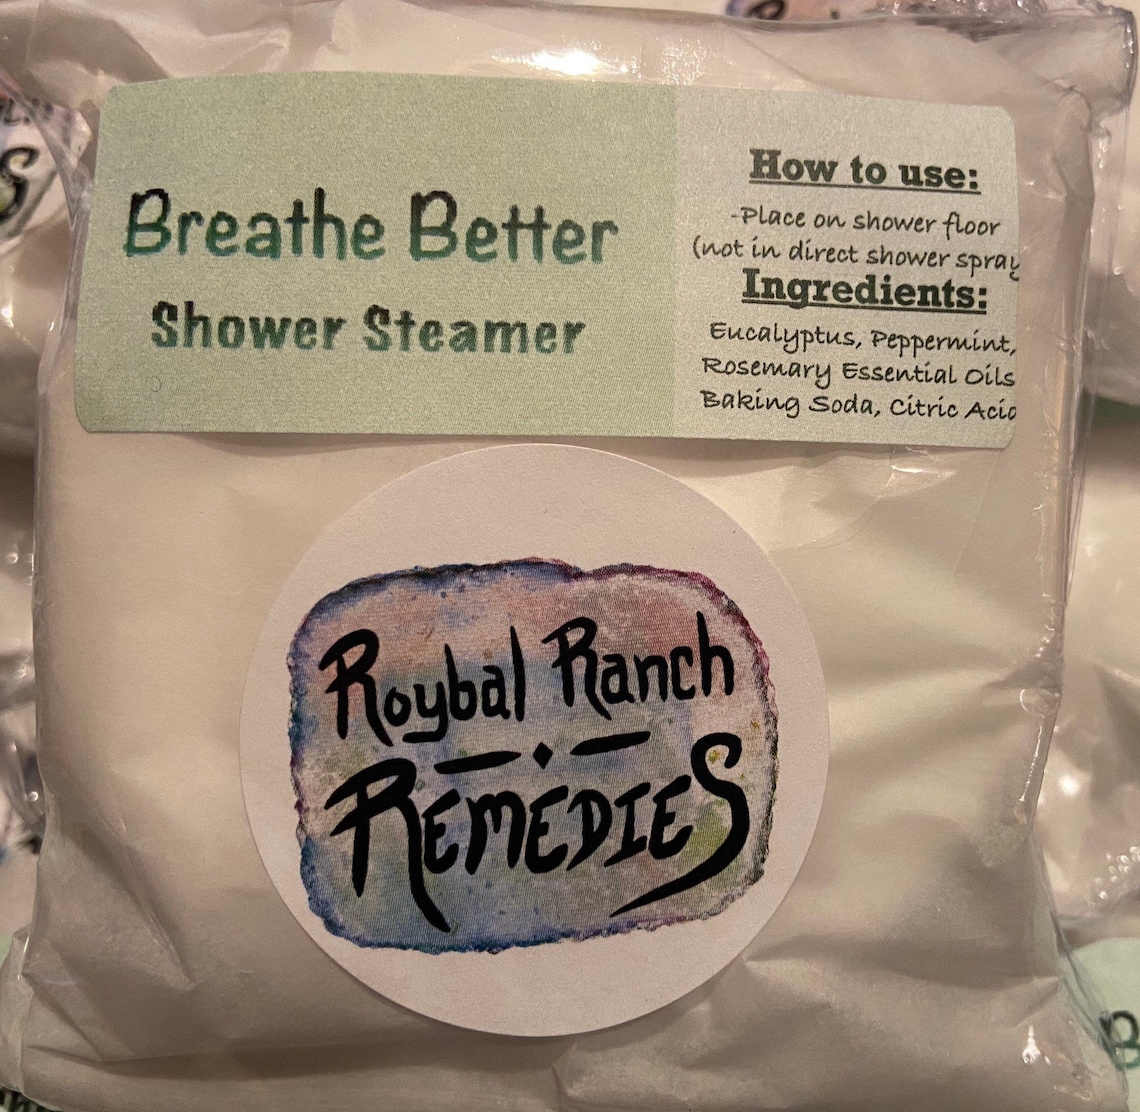 Breathe Better
Shower Steamer
How to use:
-Place on shower floor
(not in direct shower spray
Ingredients:
Eucalyptus, Peppermint,
Rosemary Essential Oils
Baking Soda, Citric Acid
Roybal Ranch
Remedies